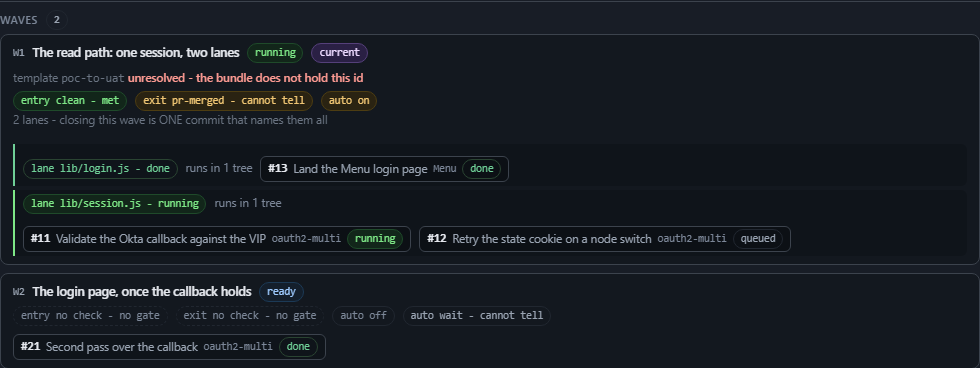 WAVES 2
W1 The read path: one session, two lanes running current
template poc-to-uat unresolved - the bundle does not hold this id
entry clean - met exit pr-merged - cannot tell auto on
2 lanes - closing this wave is ONE commit that names them all
lane lib/login.js - done runs in 1 tree #13 Land the Menu login page Menu done
lane lib/session.js - running runs in 1 tree
#11 Validate the Okta callback against the VIP oauth2-multi running #12 Retry the state cookie on a node switch oauth2-multi queued
W2 The login page, once the callback holds ready
entry no check - no gate exit no check - no gate auto off auto wait - cannot tell
#21 Second pass over the callback oauth2-multi done